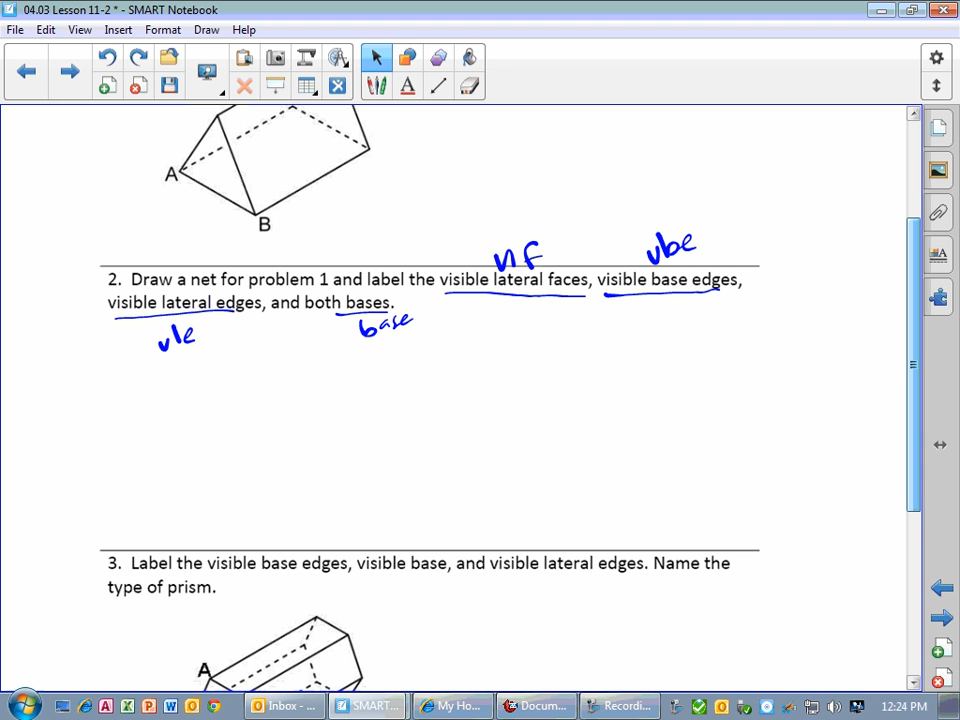 04.03 Lesson 11-2 * - SMART Notebook
File Edit View Insert Format Draw Help
A
B
vlf vbe
2. Draw a net for problem 1 and label the visible lateral faces, visible base edges,
visible lateral edges, and both bases.
vle base
3. Label the visible base edges, visible base, and visible lateral edges. Name the
type of prism.
A
Inbox - ... SMART... My Ho... Docum... Recordi... 12:24 PM